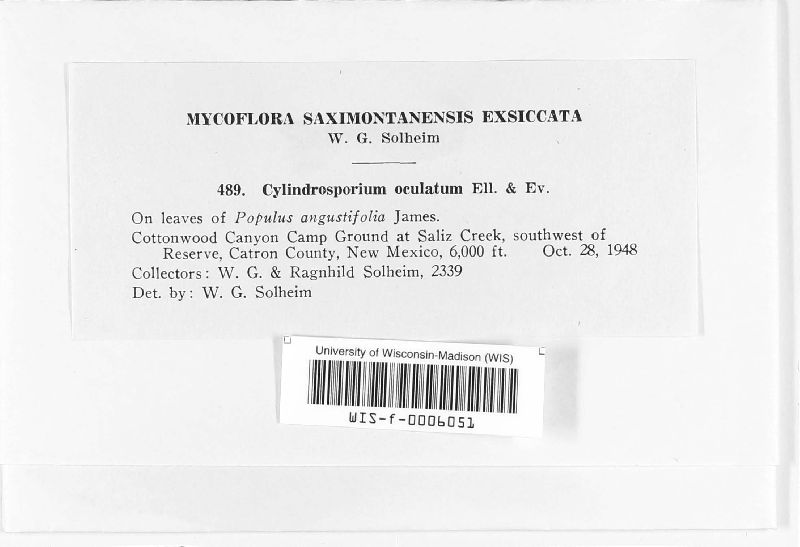 MYCOFLORA SAXIMONTANENSIS EXSICCATA
W. G. Solheim
489. Cylindrosporium oculatum Ell. & Ev.
On leaves of Populus angustifolia James.
Cottonwood Canyon Camp Ground at Saliz Creek, southwest of
Reserve, Catron County, New Mexico, 6,000 ft. Oct. 28, 1948
Collectors: W. G. & Ragnhild Solheim, 2339
Det. by: W. G. Solheim
University of Wisconsin-Madison (WIS)
WIS-f-0006051